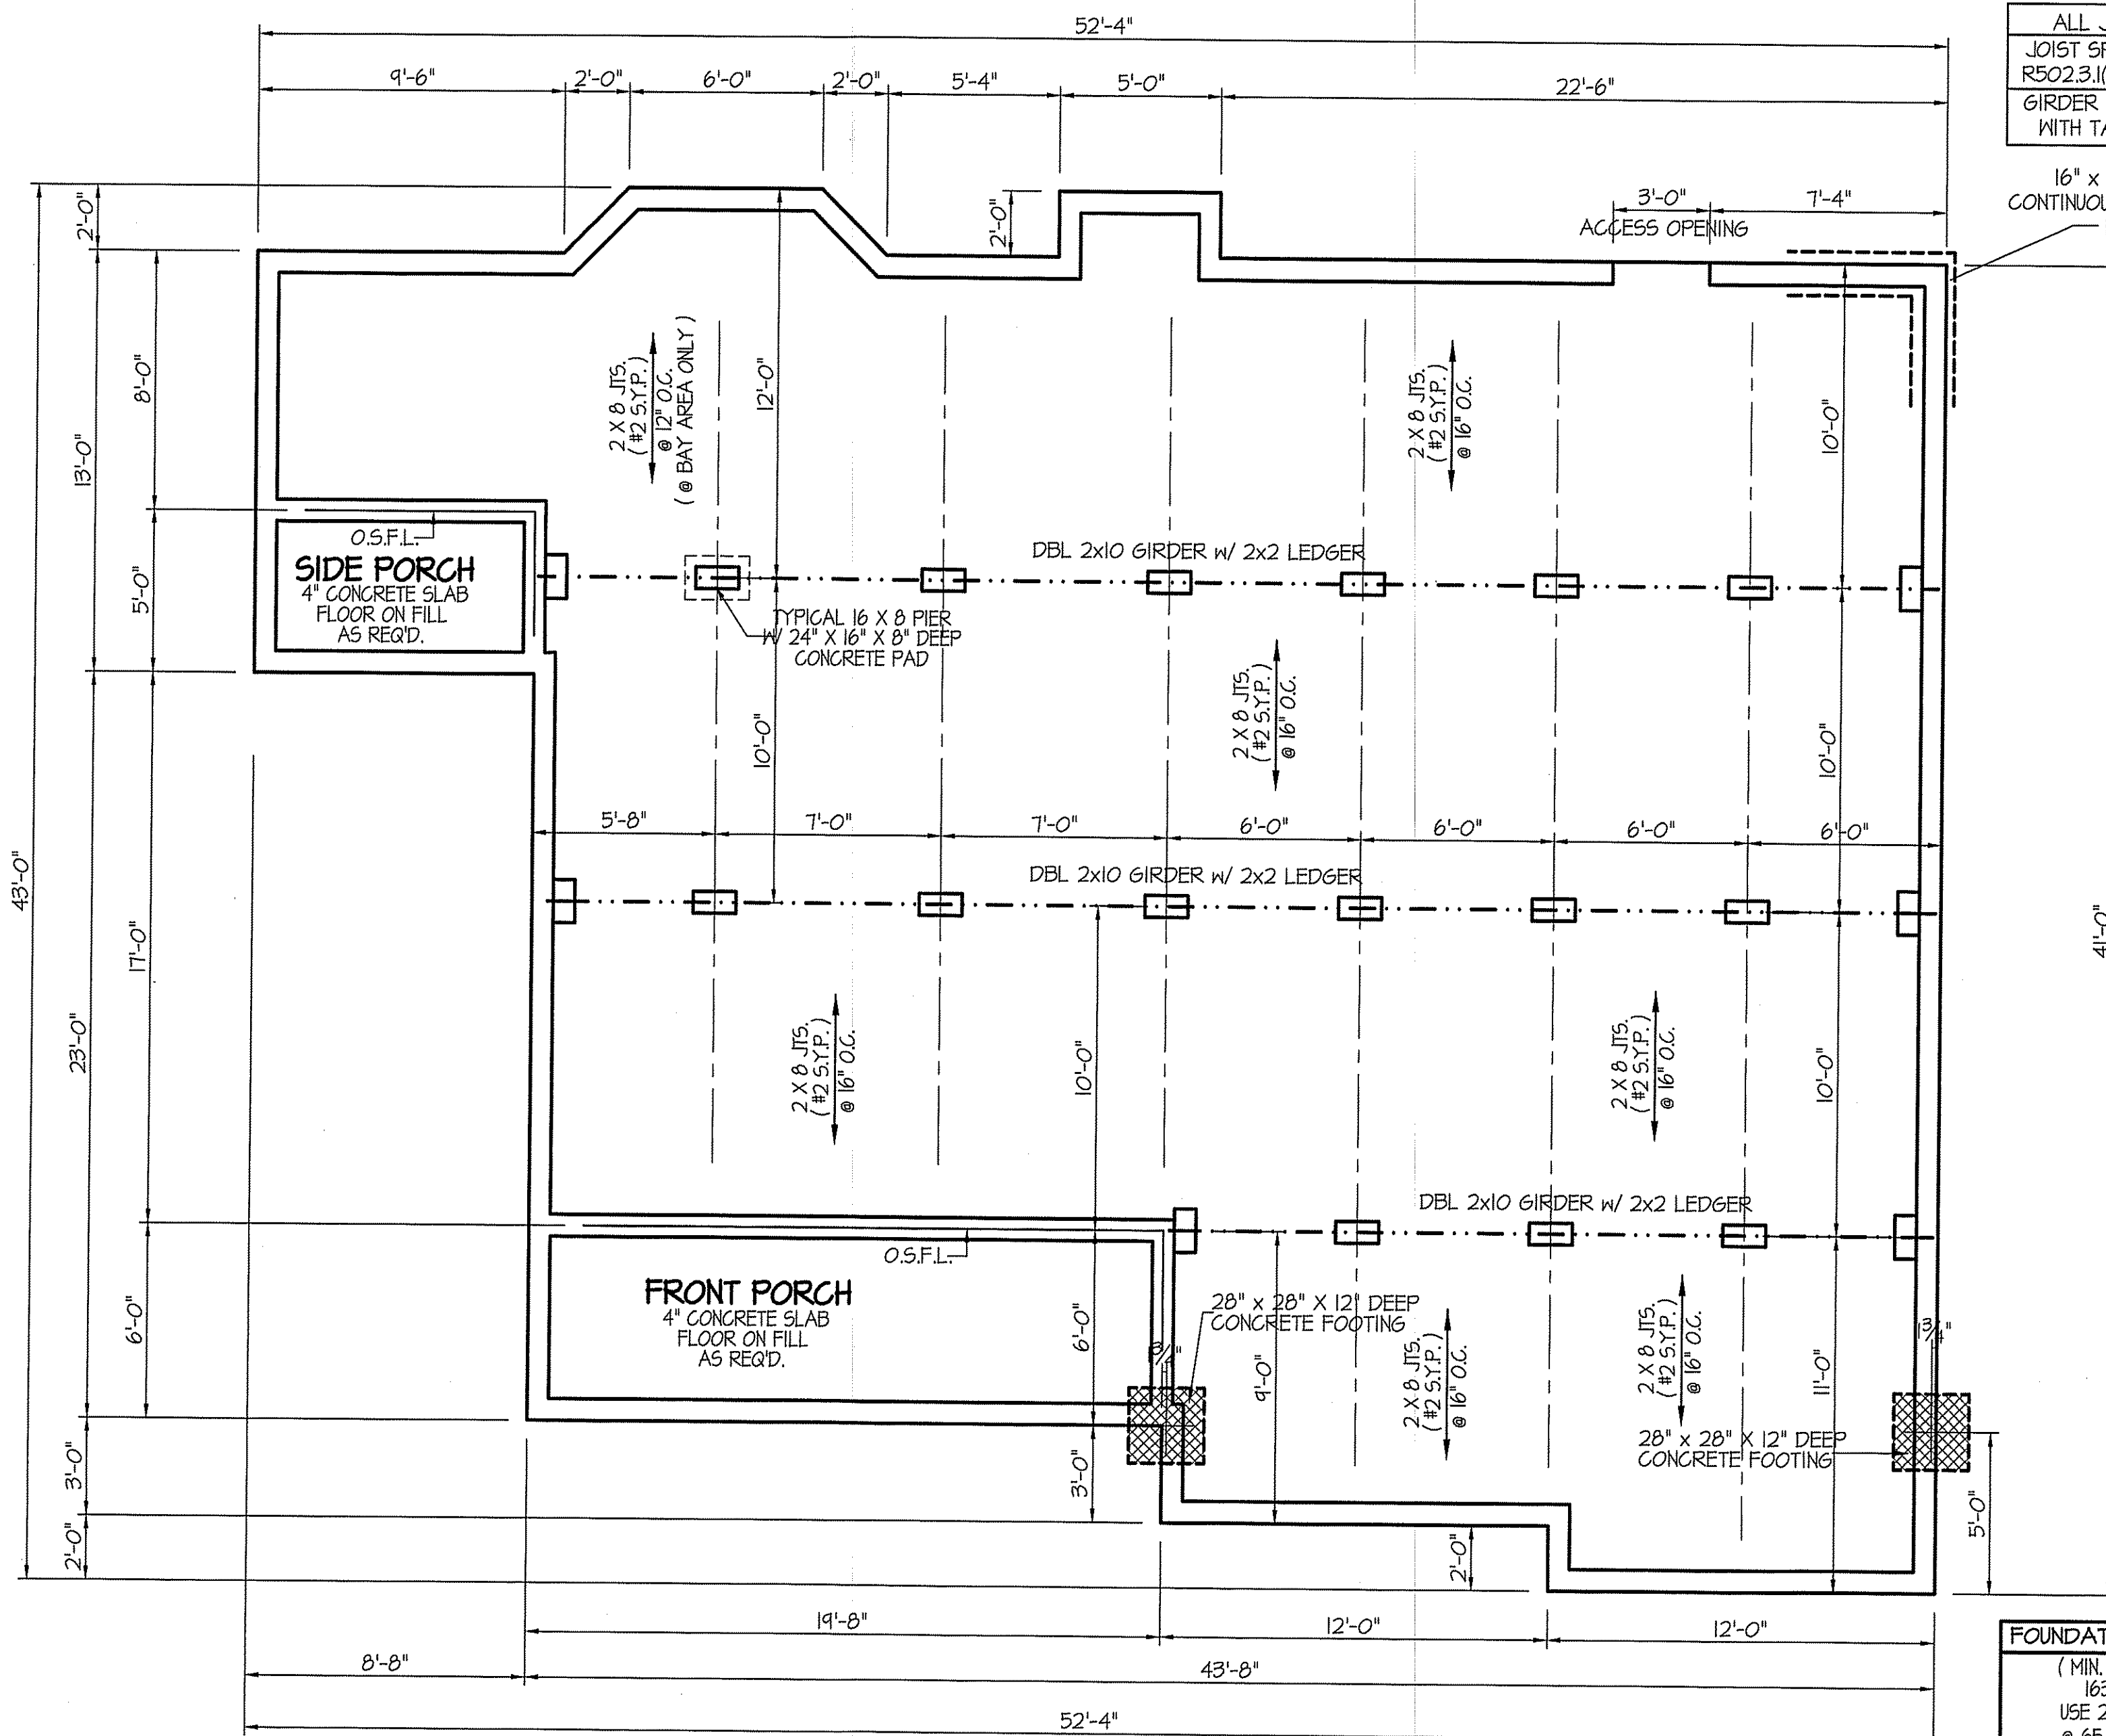 52'-4"
9'-6"
2'-0"
6'-0"
2'-0"
5'-4"
5'-0"
22'-6"
ALL
JOIST
R502.3.1(
GIRDER
WITH
16" x
3'-0"
7'-4"
ACCESS OPENING
2'-0"
2'-0"
13'-0"
8'-0"
5'-0"
2 X 8 JTS.
( #2 S.Y.P. )
@ 12" O.C.
( @ BAY AREA ONLY )
12'-0"
2 X 8 JTS.
( #2 S.Y.P. )
@ 16" O.C.
10'-0"
O.S.F.L.
SIDE PORCH
4" CONCRETE SLAB
FLOOR ON FILL
AS REQ'D.
DBL 2x10 GIRDER w/ 2x2 LEDGER
TYPICAL 16 X 8 PIER
W/ 24" X 16" X 8" DEEP
CONCRETE PAD
10'-0"
2 X 8 JTS.
( #2 S.Y.P. )
@ 16" O.C.
10'-0"
5'-8"
7'-0"
7'-0"
6'-0"
6'-0"
6'-0"
6'-0"
43'-0"
DBL 2x10 GIRDER w/ 2x2 LEDGER
41'-0"
17'-0"
23'-0"
2 X 8 JTS.
( #2 S.Y.P. )
@ 16" O.C.
10'-0"
2 X 8 JTS.
( #2 S.Y.P. )
@ 16" O.C.
10'-0"
DBL 2x10 GIRDER w/ 2x2 LEDGER
O.S.F.L.
FRONT PORCH
4" CONCRETE SLAB
FLOOR ON FILL
AS REQ'D.
6'-0"
6'-0"
28" x 28" X 12" DEEP
CONCRETE FOOTING
9'-0"
2 X 8 JTS.
( #2 S.Y.P. )
@ 16" O.C.
2 X 8 JTS.
( #2 S.Y.P. )
@ 16" O.C.
11'-0"
1 3/4"
28" x 28" X 12" DEEP
CONCRETE FOOTING
3'-0"
3'-0"
2'-0"
2'-0"
5'-0"
19'-8"
12'-0"
12'-0"
8'-8"
43'-8"
52'-4"
( MIN.
USE